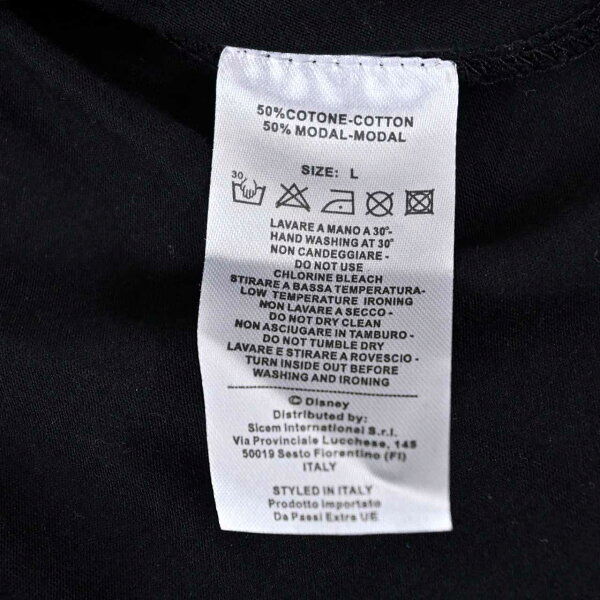 50%COTONE-COTTON
50% MODAL-MODAL
SIZE: L
30
LAVARE A MANO A 30°-
HAND WASHING AT 30°
NON CANDEGGIARE -
DO NOT USE
CHLORINE BLEACH
STIRARE A BASSA TEMPERATURA-
LOW TEMPERATURE IRONING
NON LAVARE A SECCO -
DO NOT DRY CLEAN
NON ASCIUGARE IN TAMBURO -
DO NOT TUMBLE DRY
LAVARE E STIRARE A ROVESCIO -
TURN INSIDE OUT BEFORE
WASHING AND IRONING
© Disney
Distributed by:
Sicem International S.r.l.
Via Provinciale Lucchese, 145
50019 Sesto Fiorentino (FI)
ITALY
STYLED IN ITALY
Prodotto Importato
Da Paesi Extra UE